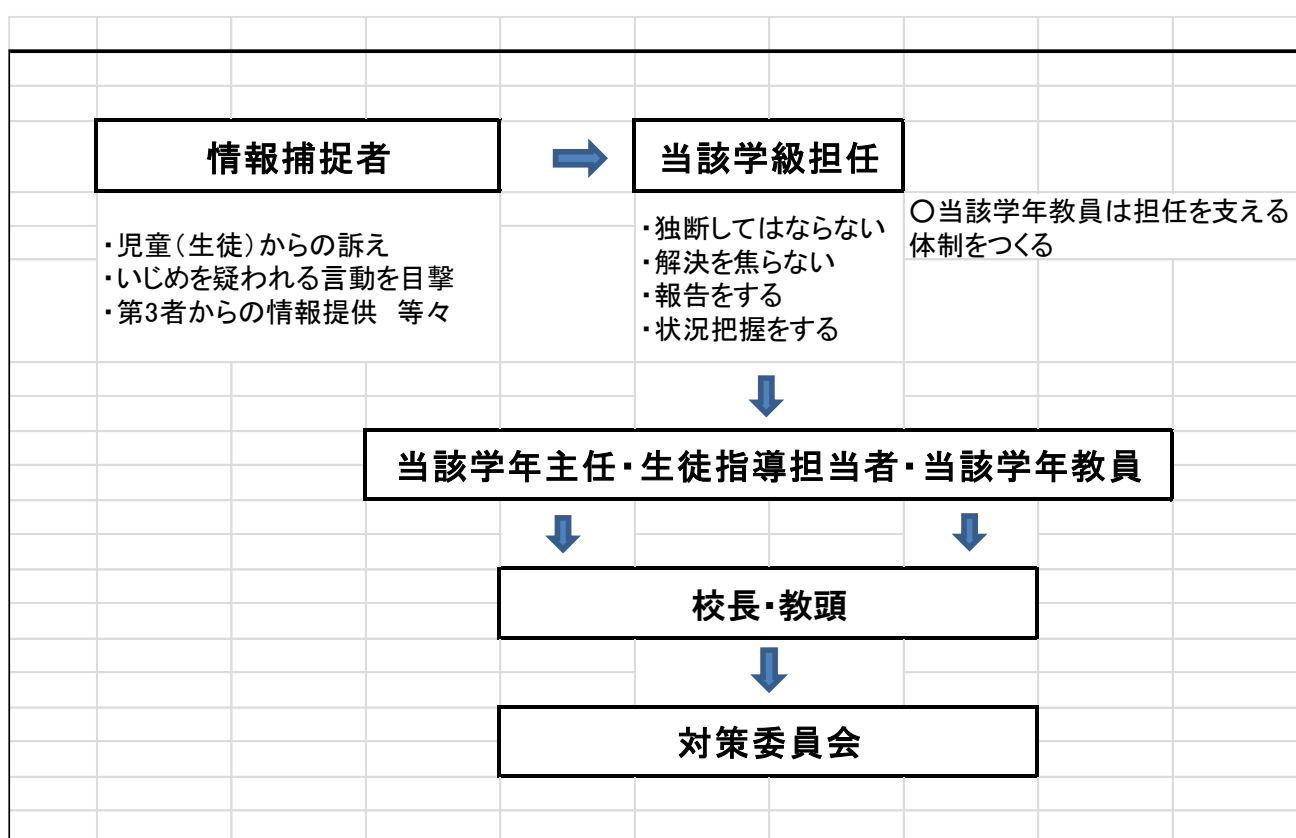 情報捕捉者
当該学級担任
・児童（生徒）からの訴え
・いじめを疑われる言動を目撃
・第3者からの情報提供　等々
・独断してはならない
・解決を焦らない
・報告をする
・状況把握をする
〇当該学年教員は担任を支える
体制をつくる
当該学年主任・生徒指導担当者・当該学年教員
校長・教頭
対策委員会